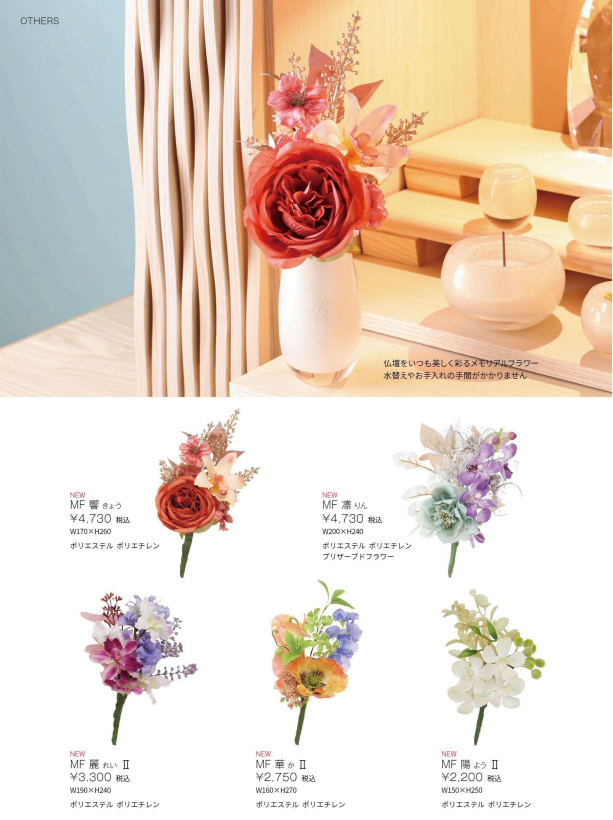 OTHERS
仏壇をいつも美しく彩るメモリアルフラワー
水替えやお手入れの手間がかかりません
NEW
MF 響 きょう
¥4,730 税込
W170×H260
ポリエステル ポリエチレン
NEW
MF 凛 りん
¥4,730 税込
W200×H240
ポリエステル ポリエチレン
プリザーブドフラワー
NEW
MF 麗 れい Ⅱ
¥3,300 税込
W190×H240
ポリエステル ポリエチレン
NEW
MF 華 か Ⅱ
¥2,750 税込
W160×H270
ポリエステル ポリエチレン
NEW
MF 陽 よう Ⅱ
¥2,200 税込
W150×H250
ポリエステル ポリエチレン